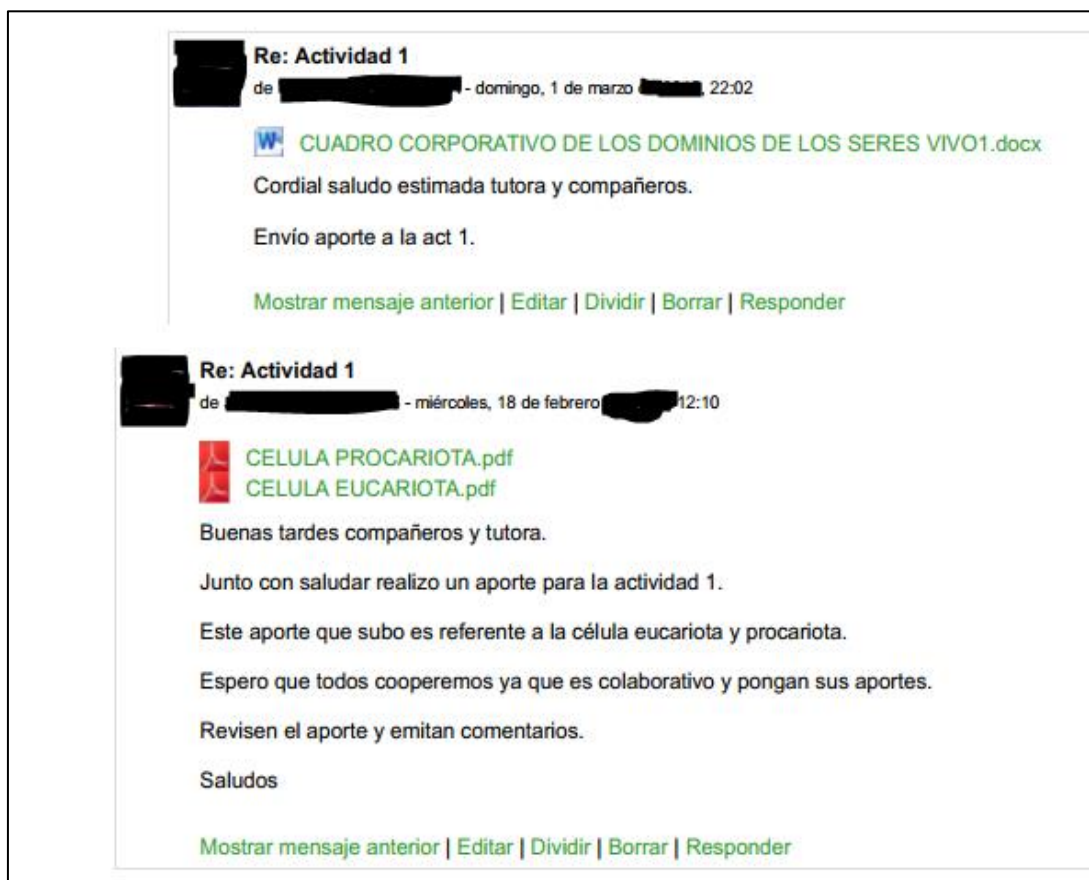 Re: Actividad 1
de - domingo, 1 de marzo , 22:02
CUADRO CORPORATIVO DE LOS DOMINIOS DE LOS SERES VIVO1.docx
Cordial saludo estimada tutora y compañeros.
Envío aporte a la act 1.
Mostrar mensaje anterior | Editar | Dividir | Borrar | Responder
Re: Actividad 1
de - miércoles, 18 de febrero 12:10
CELULA PROCARIOTA.pdf
CELULA EUCARIOTA.pdf
Buenas tardes compañeros y tutora.
Junto con saludar realizo un aporte para la actividad 1.
Este aporte que subo es referente a la célula eucariota y procariota.
Espero que todos cooperemos ya que es colaborativo y pongan sus aportes.
Revisen el aporte y emitan comentarios.
Saludos
Mostrar mensaje anterior | Editar | Dividir | Borrar | Responder